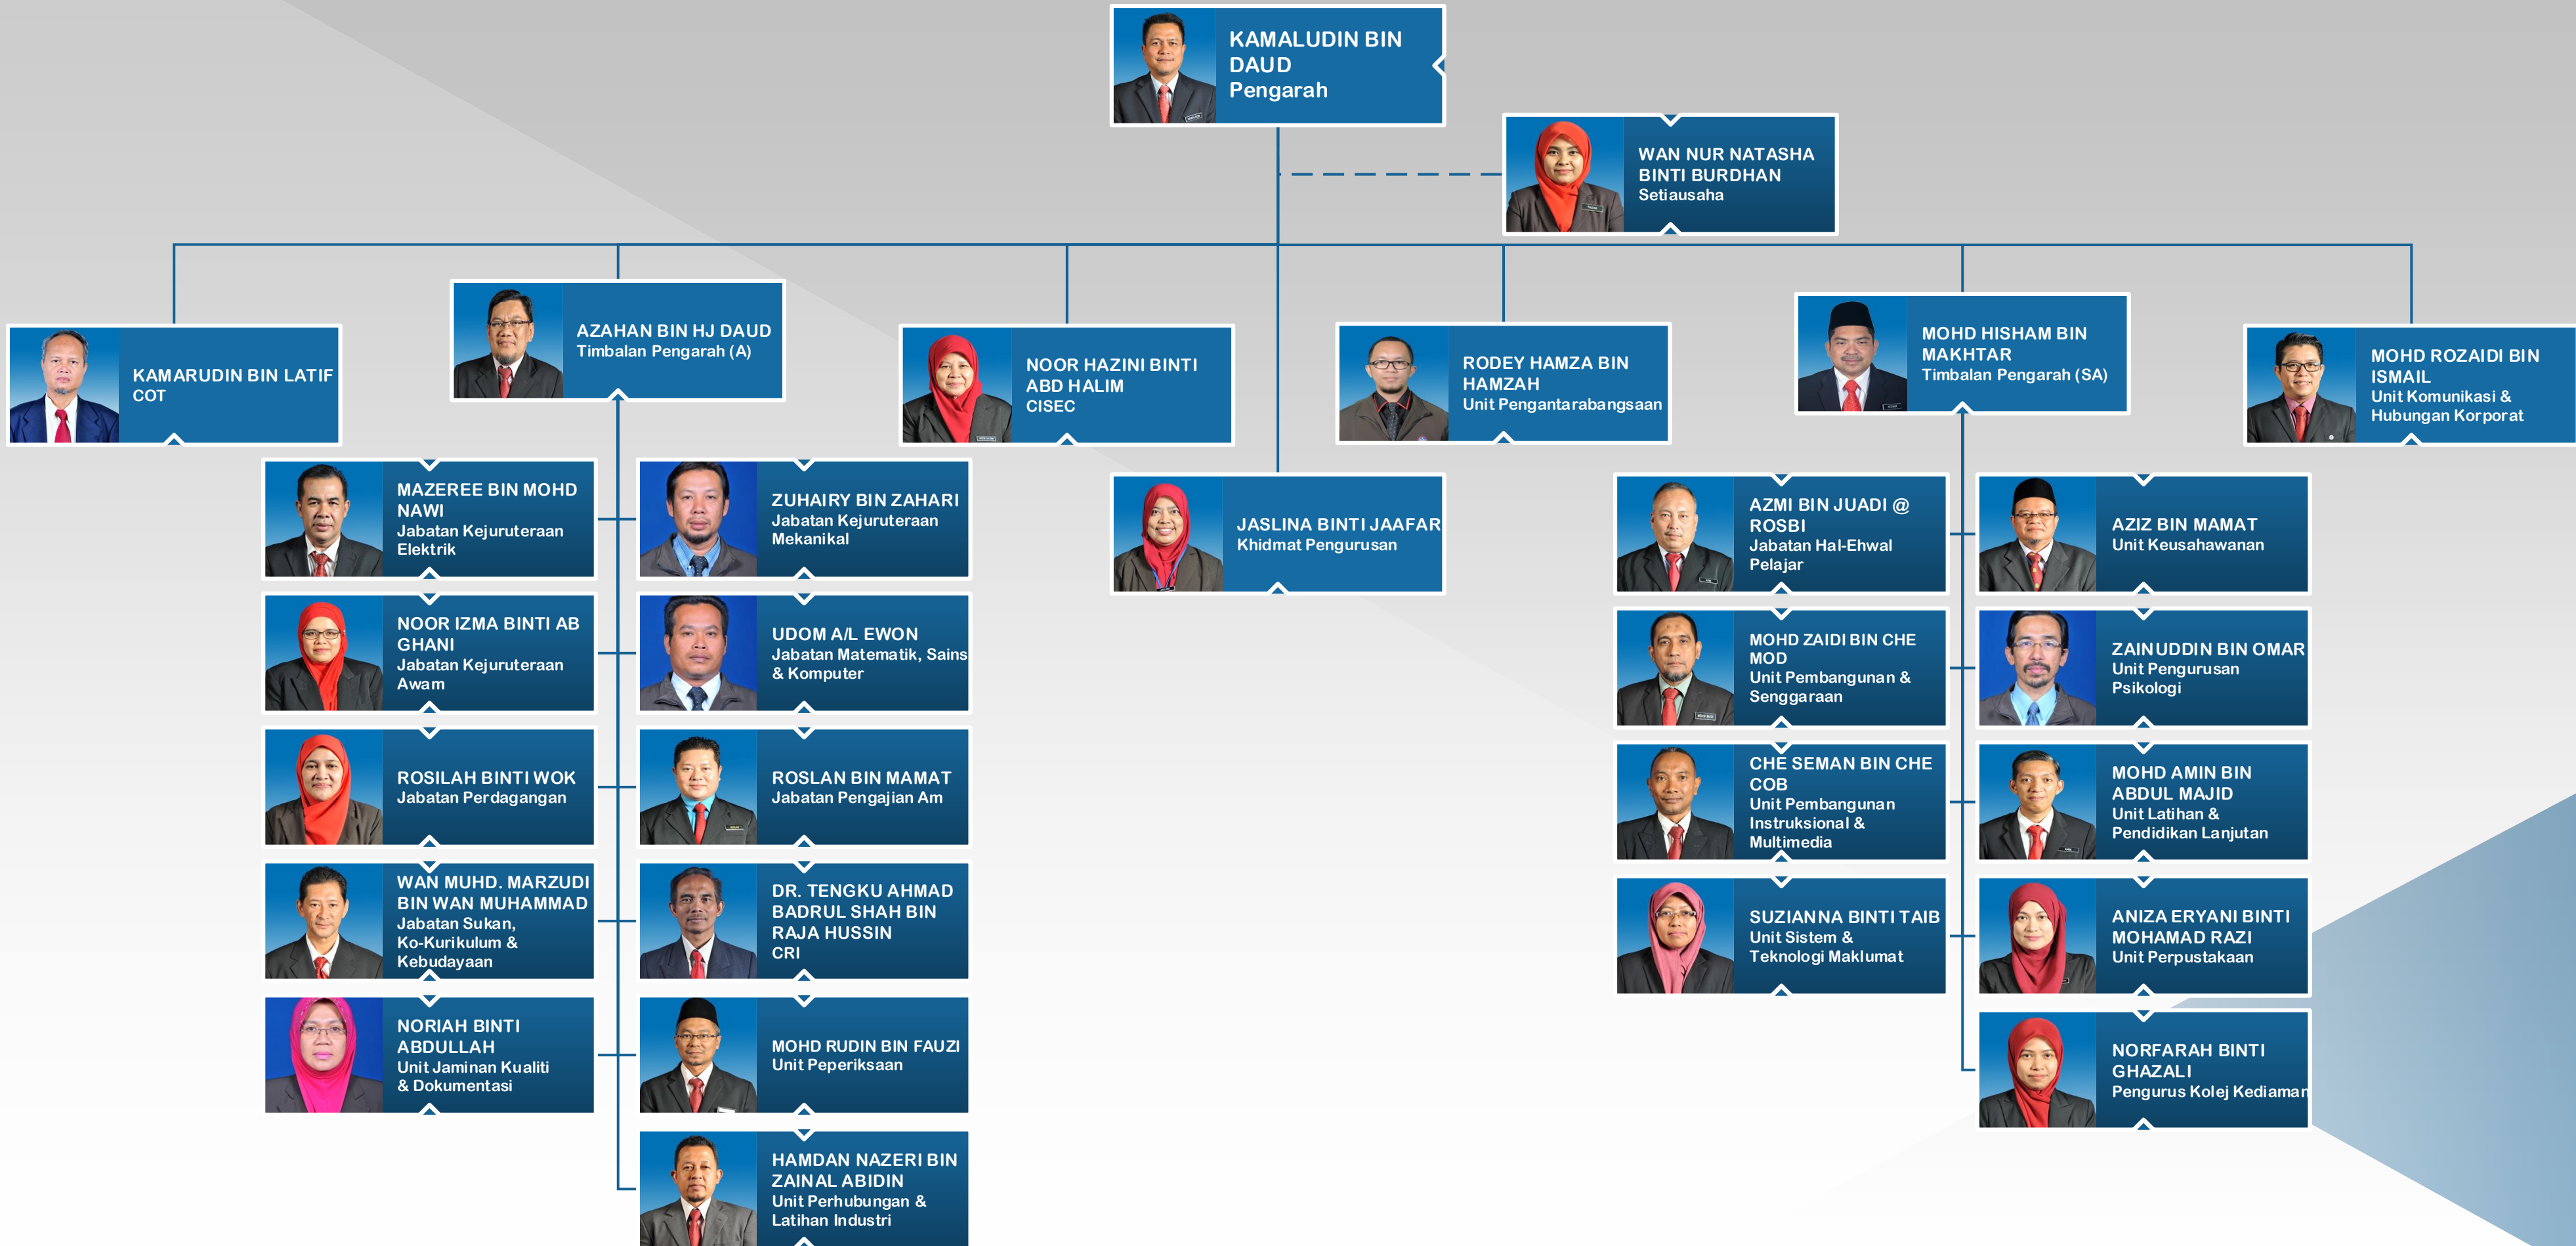 KAMALUDIN BIN
DAUD
Pengarah
WAN NUR NATASHA
BINTI BURDHAN
Setiausaha
KAMARUDIN BIN LATIF
COT
AZAHAN BIN HJ DAUD
Timbalan Pengarah (A)
NOOR HAZINI BINTI
ABD HALIM
CISEC
RODEY HAMZA BIN
HAMZAH
Unit Pengantarabangsaan
MOHD HISHAM BIN
MAKHTAR
Timbalan Pengarah (SA)
MOHD ROZAIDI BIN
ISMAIL
Unit Komunikasi &
Hubungan Korporat
JASLINA BINTI JAAFAR
Khidmat Pengurusan
MAZEREE BIN MOHD
NAWI
Jabatan Kejuruteraan
Elektrik
ZUHAIRY BIN ZAHARI
Jabatan Kejuruteraan
Mekanikal
NOOR IZMA BINTI AB
GHANI
Jabatan Kejuruteraan
Awam
UDOM A/L EWON
Jabatan Matematik, Sains
& Komputer
ROSILAH BINTI WOK
Jabatan Perdagangan
ROSLAN BIN MAMAT
Jabatan Pengajian Am
WAN MUHD. MARZUDI
BIN WAN MUHAMMAD
Jabatan Sukan,
Ko-Kurikulum &
Kebudayaan
DR. TENGKU AHMAD
BADRUL SHAH BIN
RAJA HUSSIN
CRI
NORIAH BINTI
ABDULLAH
Unit Jaminan Kualiti
& Dokumentasi
MOHD RUDIN BIN FAUZI
Unit Peperiksaan
HAMDAN NAZERI BIN
ZAINAL ABIDIN
Unit Perhubungan &
Latihan Industri
AZMI BIN JUADI @
ROSBI
Jabatan Hal-Ehwal
Pelajar
AZIZ BIN MAMAT
Unit Keusahawanan
MOHD ZAIDI BIN CHE
MOD
Unit Pembangunan &
Senggaraan
ZAINUDDIN BIN OMAR
Unit Pengurusan
Psikologi
CHE SEMAN BIN CHE
COB
Unit Pembangunan
Instruksional &
Multimedia
MOHD AMIN BIN
ABDUL MAJID
Unit Latihan &
Pendidikan Lanjutan
SUZIANNA BINTI TAIB
Unit Sistem &
Teknologi Maklumat
ANIZA ERYANI BINTI
MOHAMAD RAZI
Unit Perpustakaan
NORFARAH BINTI
GHAZALI
Pengurus Kolej Kediaman